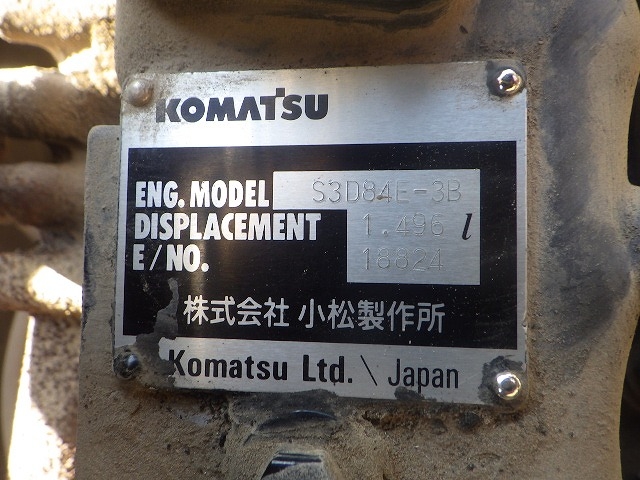 KOMATSU
ENG. MODEL S3D84E-3B
DISPLACEMENT 1.496 l
E/NO. 18824
株式会社 小松製作所
Komatsu Ltd. \ Japan